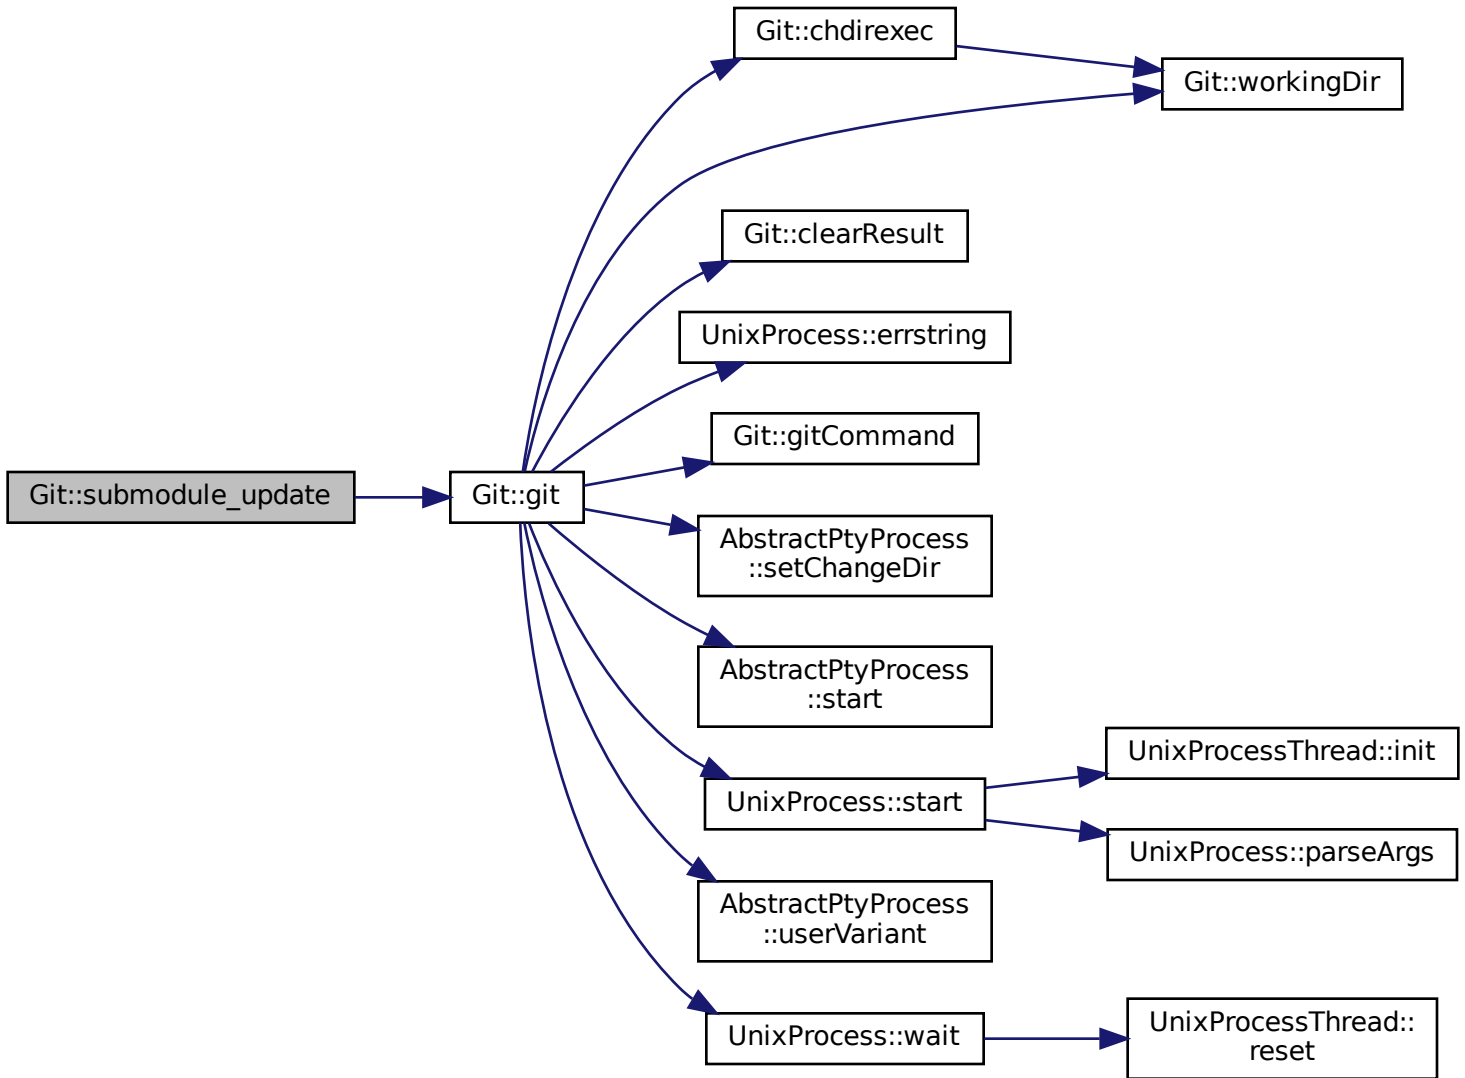 Git::chdirexec
Git::workingDir
Git::clearResult
UnixProcess::errstring
Git::gitCommand
Git::submodule_update
Git::git
AbstractPtyProcess
::setChangeDir
AbstractPtyProcess
::start
UnixProcessThread::init
UnixProcess::start
UnixProcess::parseArgs
AbstractPtyProcess
::userVariant
UnixProcess::wait
UnixProcessThread::
reset